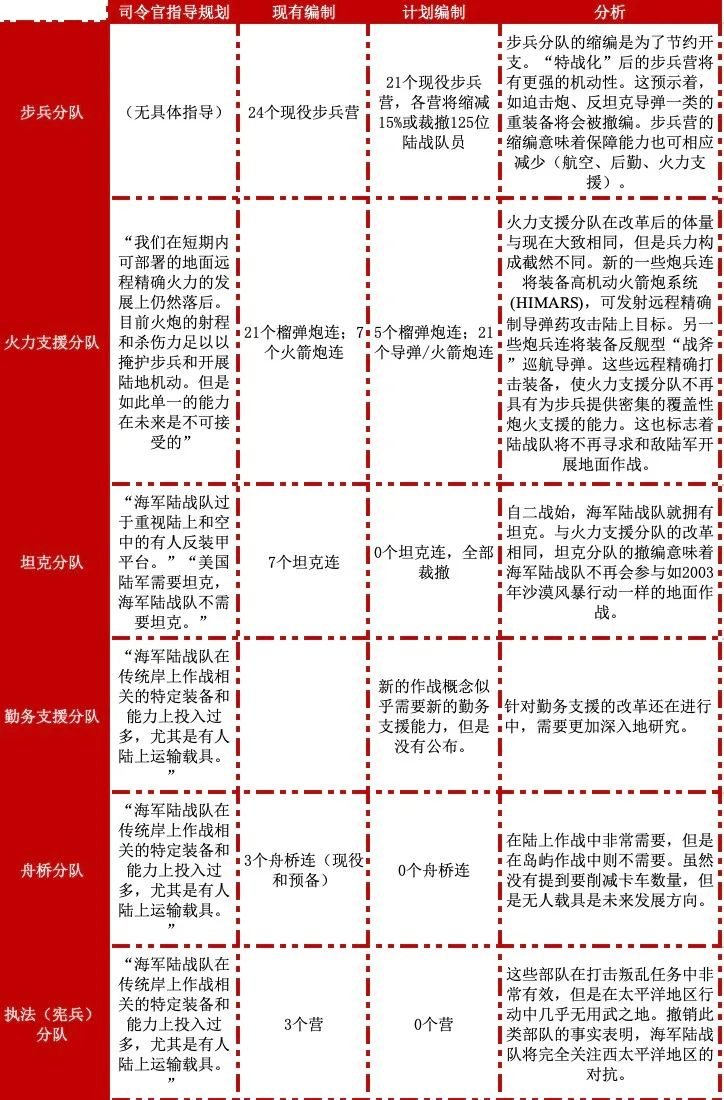 司令官指导规划
现有编制
计划编制
分析
步兵分队
（无具体指导）
24个现役步兵营
21个现役步兵
营，各营将缩减
15%或裁撤125位
陆战队员
步兵分队的缩编是为了节约开
支。“特战化”后的步兵营将
有更强的机动性。这预示着，
如迫击炮、反坦克导弹一类的
重装备将会被撤编。步兵营的
缩编意味着保障能力也可相应
减少（航空、后勤、火力支
援）。
火力支援分队
“我们在短期内
可部署的地面远
程精确火力的发
展上仍然落后。
目前火炮的射程
和杀伤力足以以
掩护步兵和开展
陆地机动。但是
如此单一的能力
在未来是不可接
受的”
21个榴弹炮连；7
个火箭炮连
5个榴弹炮连；21
个导弹/火箭炮连
火力支援分队在改革后的体量
与现在大致相同，但是兵力构
成截然不同。新的一些炮兵连
将装备高机动火箭炮系统
(HIMARS)，可发射远程精确
制导弹药攻击陆上目标。另一
些炮兵连将装备反舰型“战
斧”巡航导弹。这些远程精确打
击装备，使火力支援分队不再
具有为步兵提供密集的覆盖性
炮火支援的能力。这也标志着
陆战队将不再寻求和敌陆军开
展地面作战。
坦克分队
“海军陆战队过
于重视陆上和空
中的有人反装甲
平台。”“美国
陆军需要坦克，
海军陆战队不需
要坦克。”
7个坦克连
0个坦克连，全部
裁撤
自二战始，海军陆战队就拥有
坦克。与火力支援分队的改革
相同，坦克分队的撤编意味着
海军陆战队不再会参与如2003
年沙漠风暴行动一样的地面作
战。
勤务支援分队
“海军陆战队在
传统岸上作战相
关的特定装备和
能力上投入过
多，尤其是有人
陆上运输载具。
”
新的作战概念似
乎需要新的勤务
支援能力，但是
没有公布。
针对勤务支援的改革还在进行
中，需要更加深入地研究。
舟桥分队
“海军陆战队在
传统岸上作战相
关的特定装备和
能力上投入过
多，尤其是有人
陆上运输载具。”
3个舟桥连（现役
和预备）
0个舟桥连
在陆上作战中非常需要，但是
在岛屿作战中则不需要。虽然
没有提到要削减卡车数量，但
是无人载具是未来发展方向。
执法（宪兵）
分队
“海军陆战队在
传统岸上作战相
关的特定装备和
能力上投入过
多，尤其是有人
陆上运输载具。
”
3个营
0个营
这些部队在打击叛乱任务中非
常有效，但是在太平洋地区行
动中几乎无用武之地。撤销此
类部队的事实表明，海军陆战
队将完全关注西太平洋地区的
对抗。